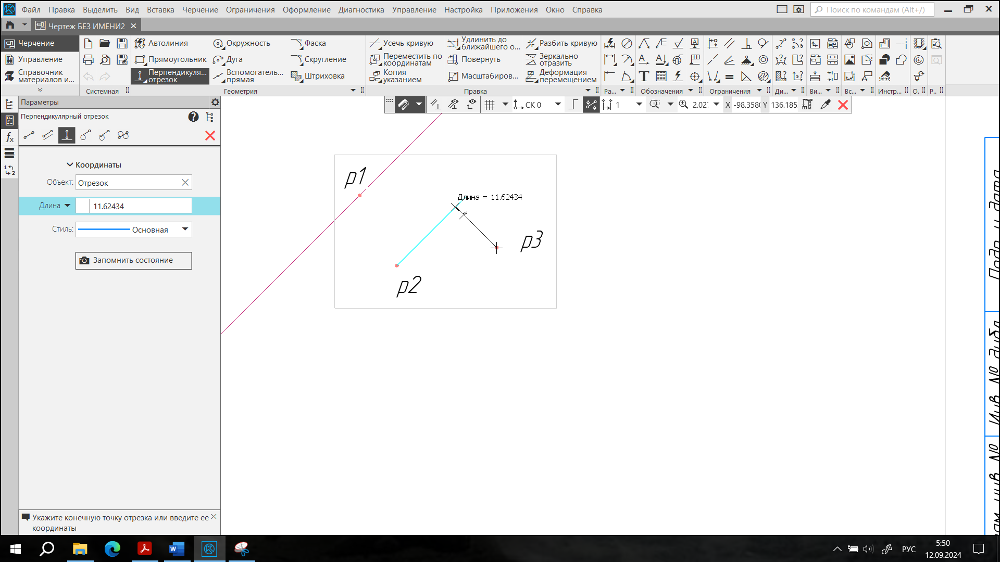 Файл Правка Выделить Вид Вставка Черчение Ограничения Оформление Диагностика Управление Настройка Приложения Окно Справка
Поиск по командам (Alt+/)
Чертеж БЕЗ ИМЕНИ2
Черчение
Управление
Справочник
материалов и...
Системная
Автолиния
Прямоугольник
Перпендикуля...
отрезок
Окружность
Дуга
Вспомогатель...
прямая
Фаска
Скругление
Штриховка
Геометрия
Усечь кривую
Переместить по
координатам
Копия
указанием
Удлинить до
ближайшего о...
Повернуть
Масштабиров...
Разбить кривую
Зеркально
отразить
Деформация
перемещением
Правка
Ра...
Обозначения
Ограничения
Ди...
Ви...
Вс...
Инстр...
О.
Р..
Параметры
Перпендикулярный отрезок
Координаты
Объект: Отрезок
Длина 11.62434
Стиль: Основная
Запомнить состояние
Укажите конечную точку отрезка или введите ее
координаты
СК 0
1
2.02
X -98.358
Y 136.185
p1
Длина = 11.62434
p3
p2
Подп. и дата
Инв. № дубл.
инв. №
РУС
5:50
12.09.2024